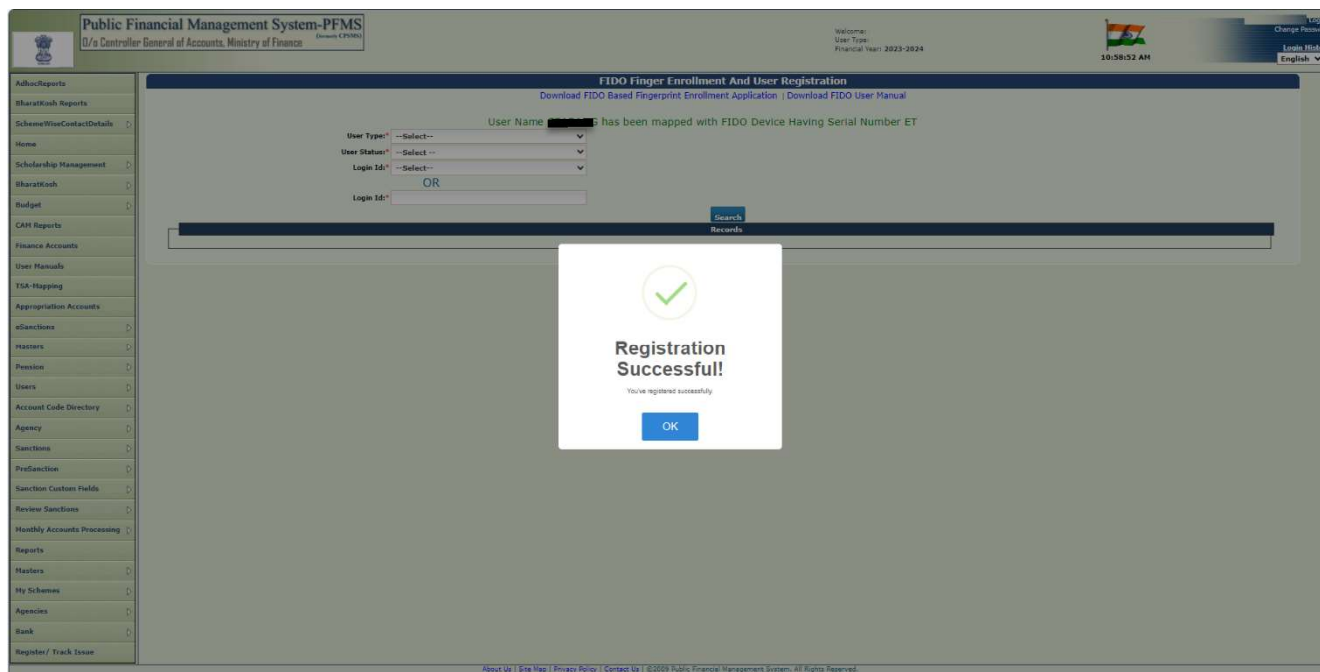 Public Financial Management System-PFMS
(formerly CPSMS)
O/o Controller General of Accounts, Ministry of Finance
Welcome:
User Type:
Financial Year: 2023-2024
10:58:52 AM
Change
Login
English
AdhocReports
BharatKosh Reports
SchemeWiseContactDetails
Home
Scholarship Management
BharatKosh
Budget
CAM Reports
Finance Accounts
User Manuals
TSA-Mapping
Appropriation Accounts
eSanctions
Masters
Pension
Users
Account Code Directory
Agency
Sanctions
PreSanction
Sanction Custom Fields
Review Sanctions
Monthly Accounts Processing
Reports
Masters
My Schemes
Agencies
Bank
Register/ Track Issue
FIDO Finger Enrollment And User Registration
Download FIDO Based Fingerprint Enrollment Application | Download FIDO User Manual
User Name has been mapped with FIDO Device Having Serial Number ET
User Type:* --Select--
User Status:* --Select --
Login Id:* --Select--
OR
Login Id:*
Search
Records
Registration
Successful!
You've registered successfully
OK
About Us | Site Map | Privacy Policy | Contact Us | ©2009 Public Financial Management System. All Rights Reserved.